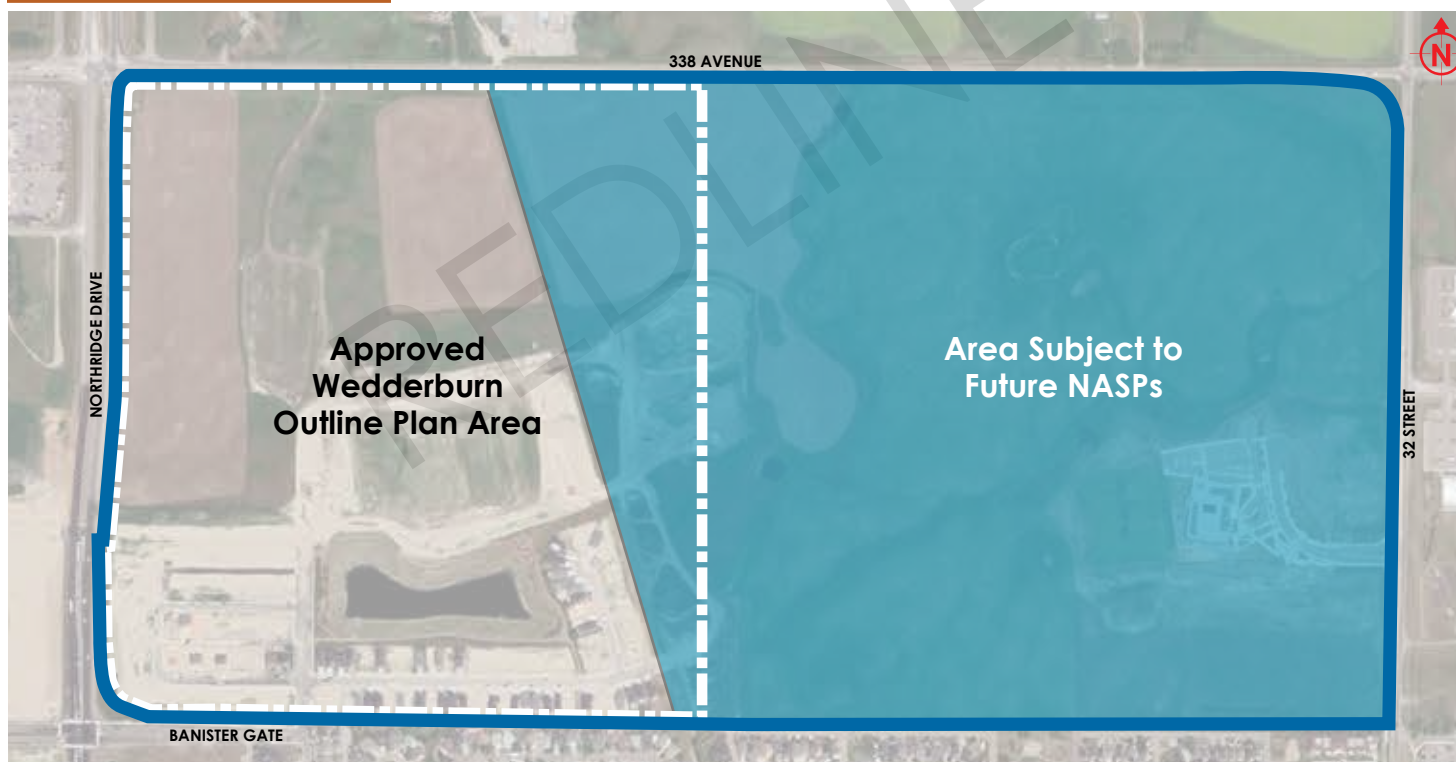 338 AVENUE
N
NORTHRIDGE DRIVE
Approved
Wedderburn
Outline Plan Area
Area Subject to
Future NASPs
32 STREET
BANISTER GATE
REDLINE